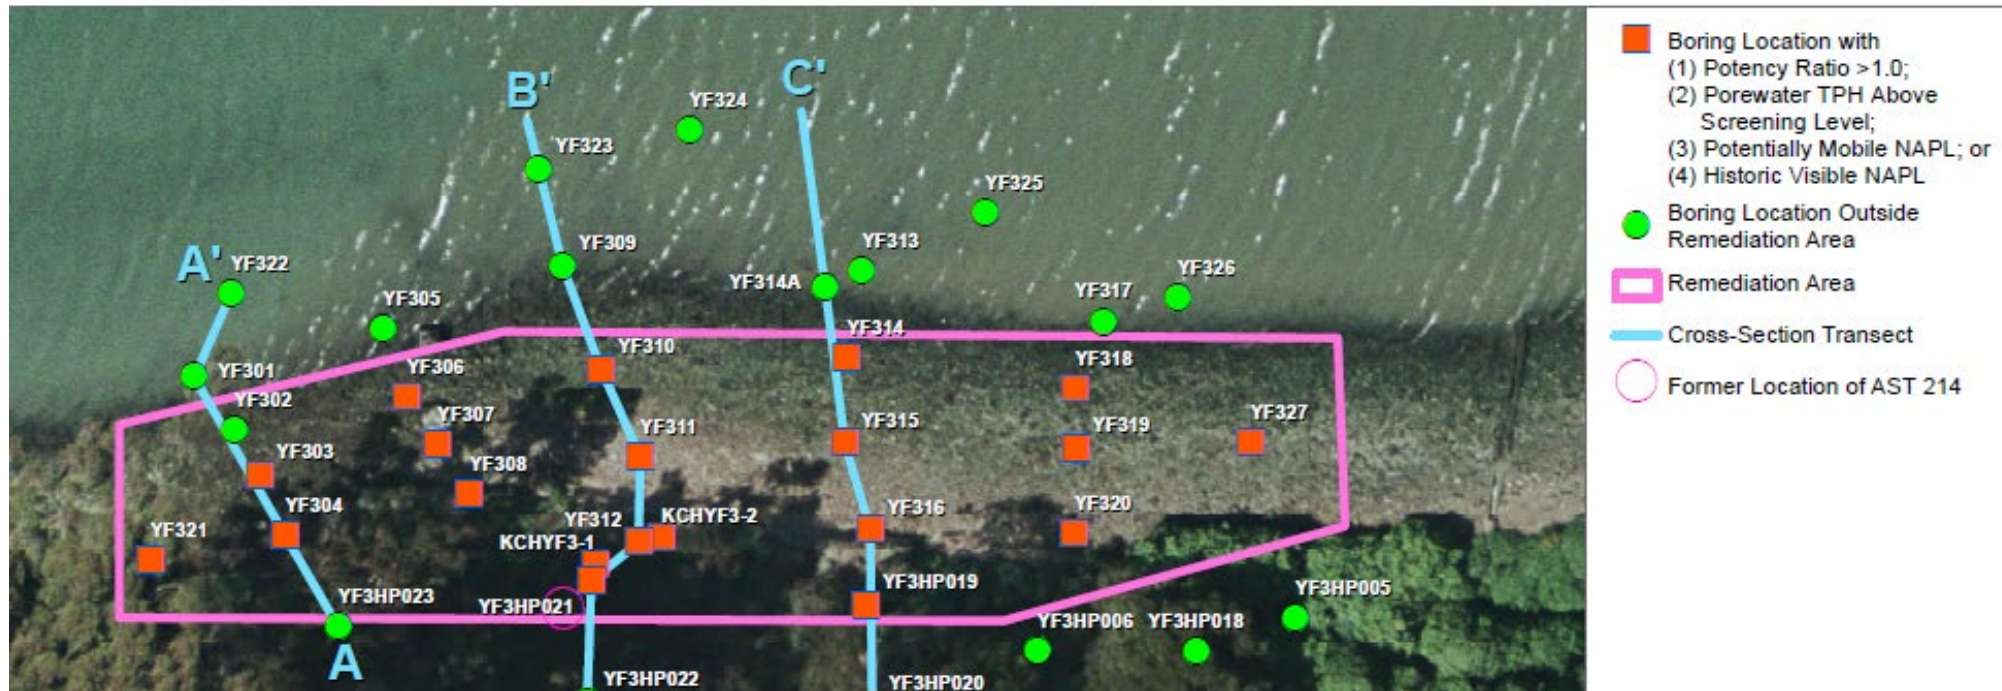 B'
C'
YF324
YF323
YF325
YF309
YF313
A'
YF322
YF314A
YF326
YF305
YF317
YF314
YF310
YF301
YF306
YF318
YF302
YF307
YF311
YF315
YF319
YF327
YF303
YF308
YF304
YF312
KCHYF3-2
YF316
YF320
YF321
KCHYF3-1
YF3HP019
YF3HP023
YF3HP021
YF3HP005
YF3HP006
YF3HP018
A
YF3HP022
YF3HP020
Boring Location with
(1) Potency Ratio >1.0;
(2) Porewater TPH Above
Screening Level;
(3) Potentially Mobile NAPL; or
(4) Historic Visible NAPL
Boring Location Outside
Remediation Area
Remediation Area
Cross-Section Transect
Former Location of AST 214